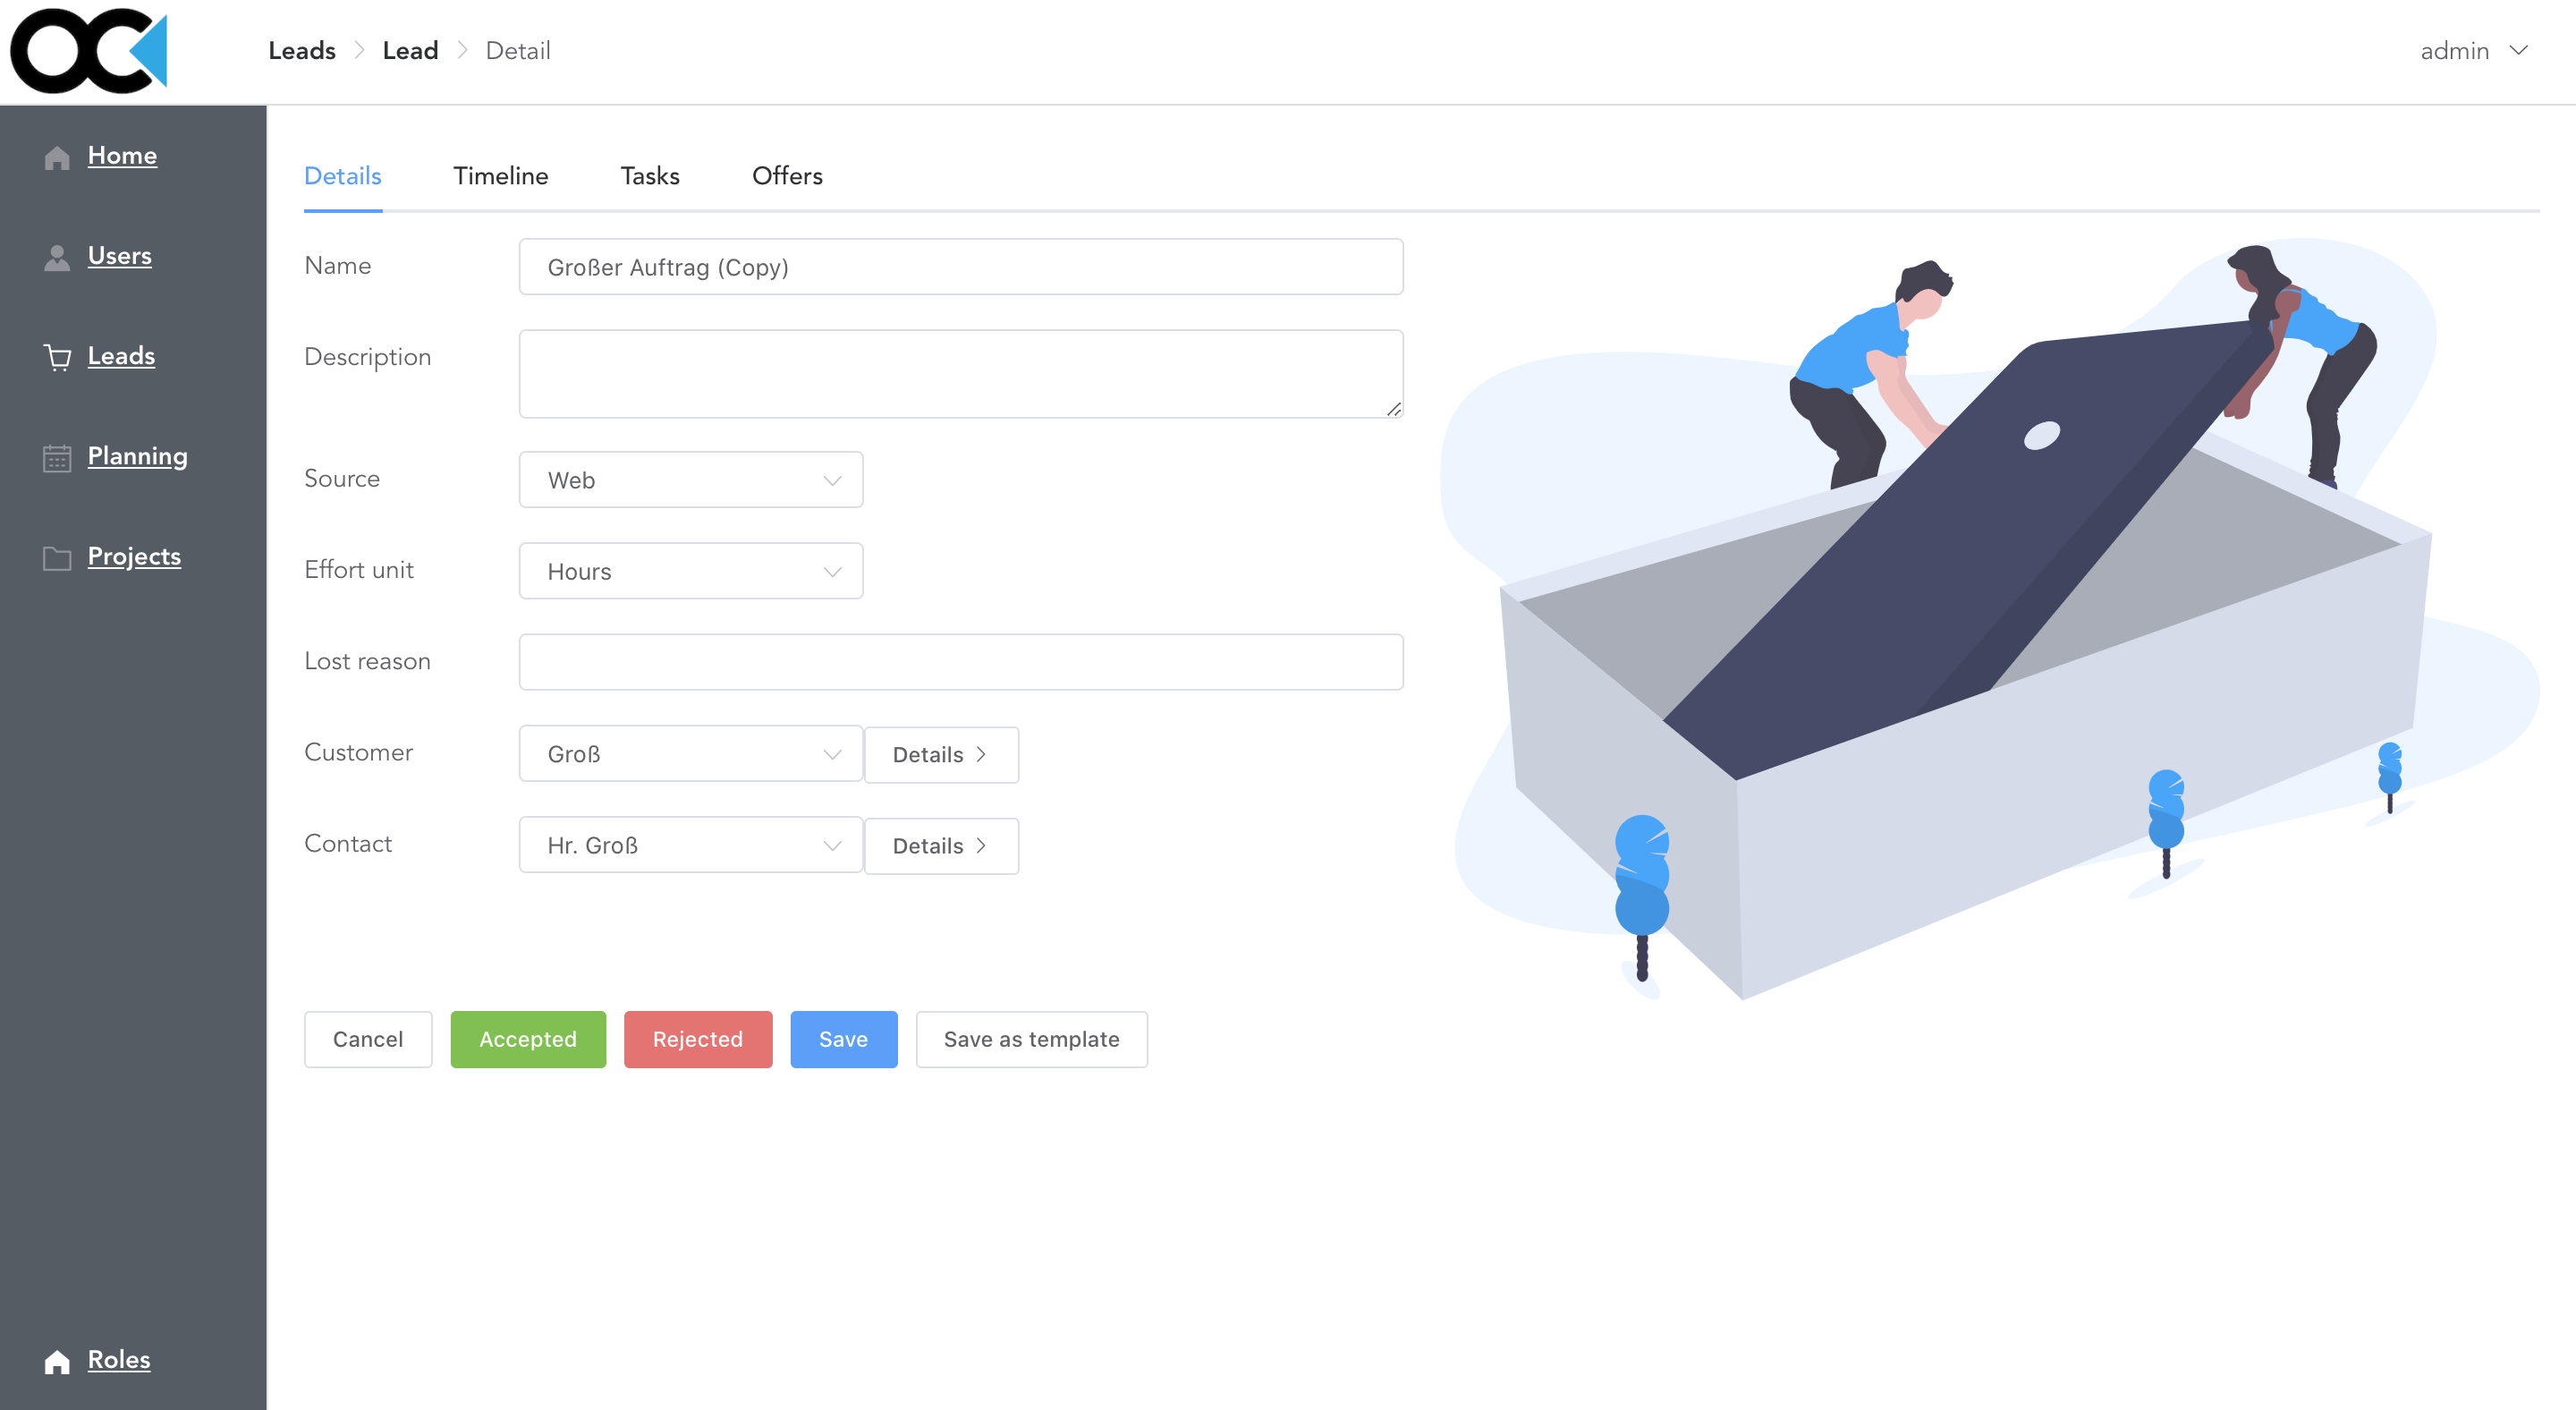 OC
Leads > Lead > Detail
admin
Home
Users
Leads
Planning
Projects
Roles
Details Timeline Tasks Offers
Name Großer Auftrag (Copy)
Description
Source Web
Effort unit Hours
Lost reason
Customer Groß Details >
Contact Hr. Groß Details >
Cancel Accepted Rejected Save Save as template